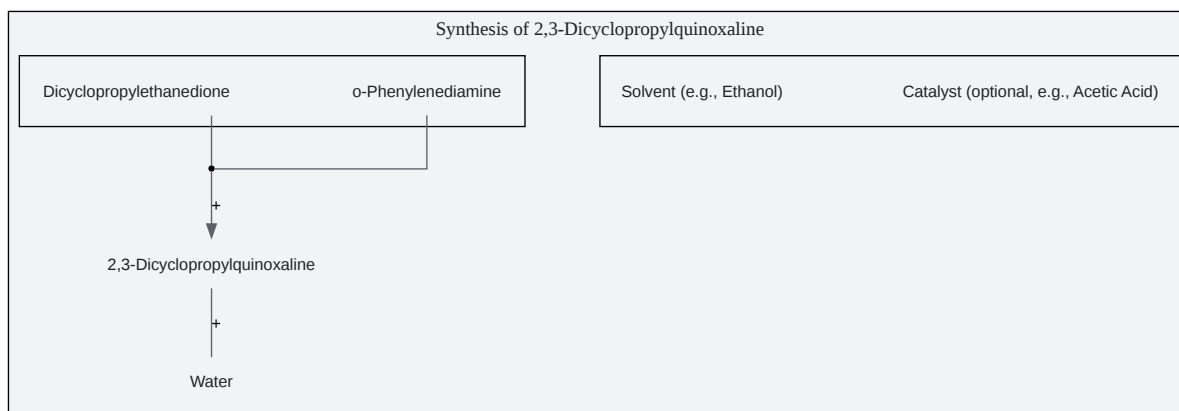 Synthesis of 2,3-Dicyclopropylquinoxaline
Dicyclopropylethanedione
o-Phenylenediamine
Solvent (e.g., Ethanol)
Catalyst (optional, e.g., Acetic Acid)
+
2,3-Dicyclopropylquinoxaline
+
Water